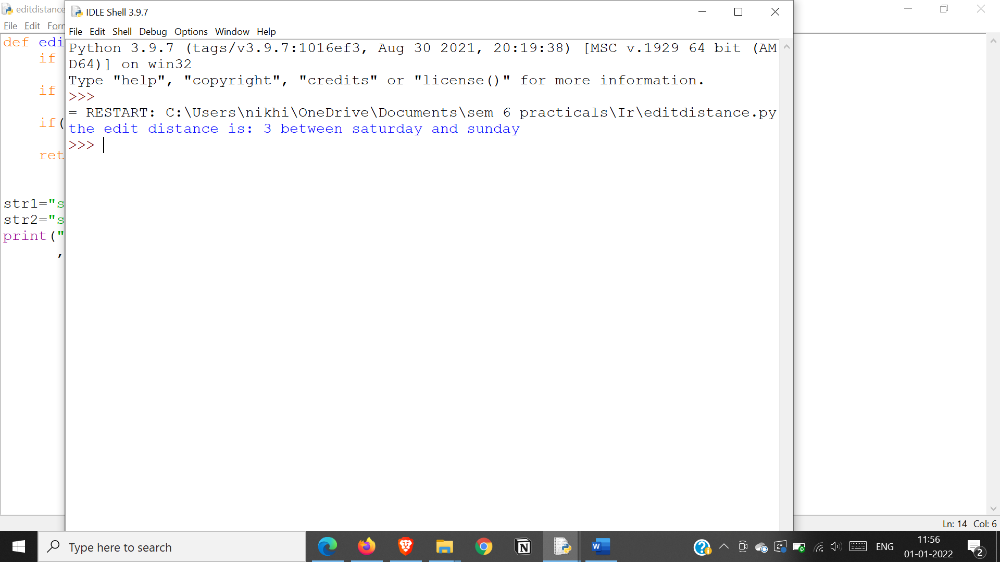 editdistance
File Edit Forr
def edi
if
if
if(
ret
str1="s
str2="s
print("
,
IDLE Shell 3.9.7
File Edit Shell Debug Options Window Help
Python 3.9.7 (tags/v3.9.7:1016ef3, Aug 30 2021, 20:19:38) [MSC v.1929 64 bit (AM
D64)] on win32
Type "help", "copyright", "credits" or "license()" for more information.
>>>
= RESTART: C:\Users\nikhi\OneDrive\Documents\sem 6 practicals\Ir\editdistance.py
the edit distance is: 3 between saturday and sunday
>>>
Ln: 14 Col: 6
Type here to search
N
W
ENG
11:56
01-01-2022
2